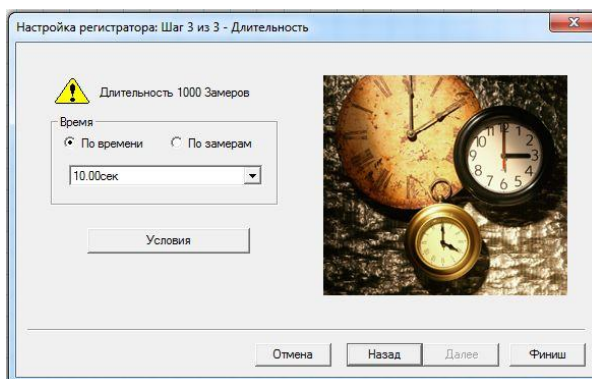 Настройка регистратора: Шаг 3 из 3 - Длительность
Длительность 1000 Замеров
Время
По времени По замерам
10.00сек
Условия
Отмена Назад Далее Финиш